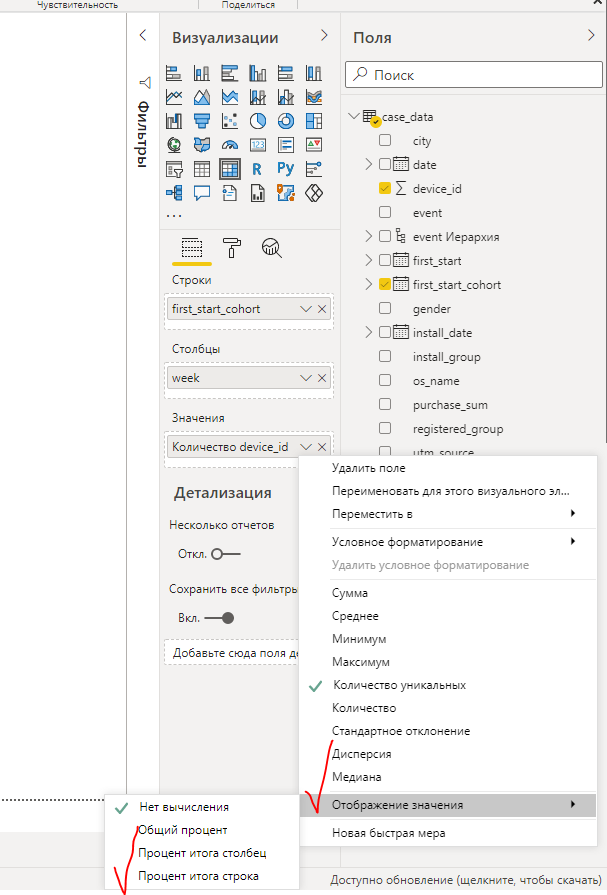 Чувствительность
Поделиться
Визуализации
Поля
Поиск
Фильтры
case_data
city
date
device_id
event
event Иерархия
first_start
first_start_cohort
gender
install_date
install_group
os_name
purchase_sum
registered_group
utm_source
R
Py
123
...
Строки
first_start_cohort
Столбцы
week
Значения
Количество device_id
Детализация
Несколько отчетов
Откл.
Сохранить все фильтры
Вкл.
Добавьте сюда поля де
Удалить поле
Переименовать для этого визуального эл...
Переместить в
Условное форматирование
Удалить условное форматирование
Сумма
Среднее
Минимум
Максимум
Количество уникальных
Количество
Стандартное отклонение
Дисперсия
Медиана
Отображение значения
Новая быстрая мера
Нет вычисления
Общий процент
Процент итога столбец
Процент итога строка
Доступно обновление (щелкните, чтобы скачать)